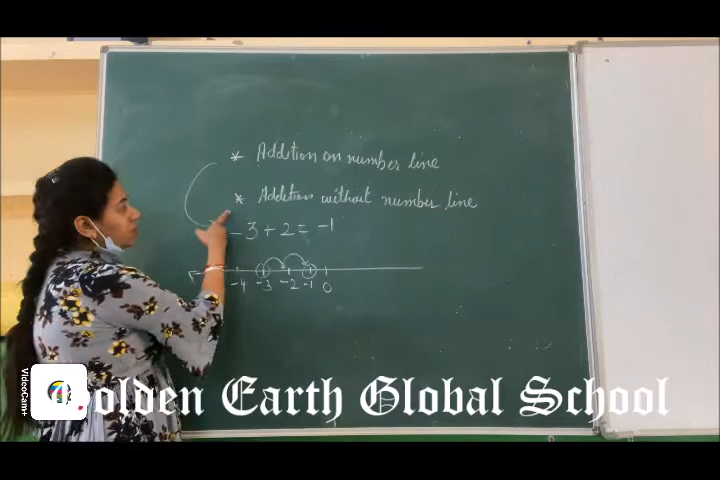 * Addition on number line
* Addition without number line
-3+2= -1
-4 -3 -2 -1 0
Golden Earth Global School
VideoCam+